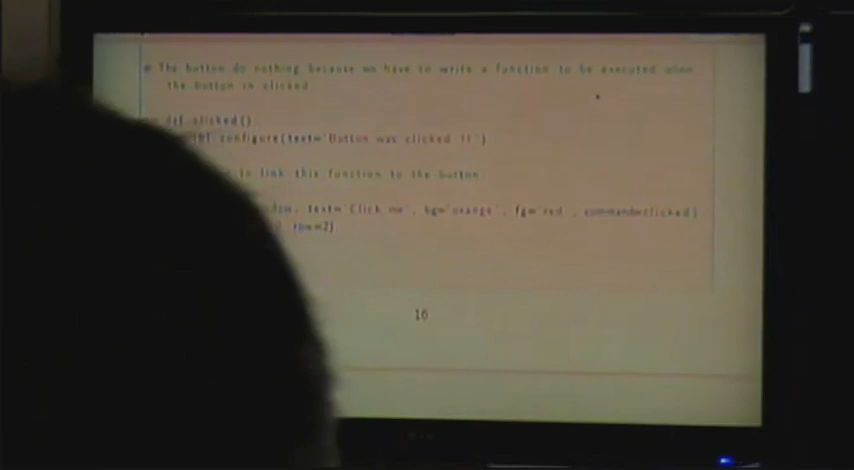 # The button do nothing because we have to write a function to be executed when
the button is clicked
def clicked():
lbl.configure(text="Button was clicked !!")
to link this function to the button
text="Click me", bg="orange", fg="red", command=clicked)
row=2)
16